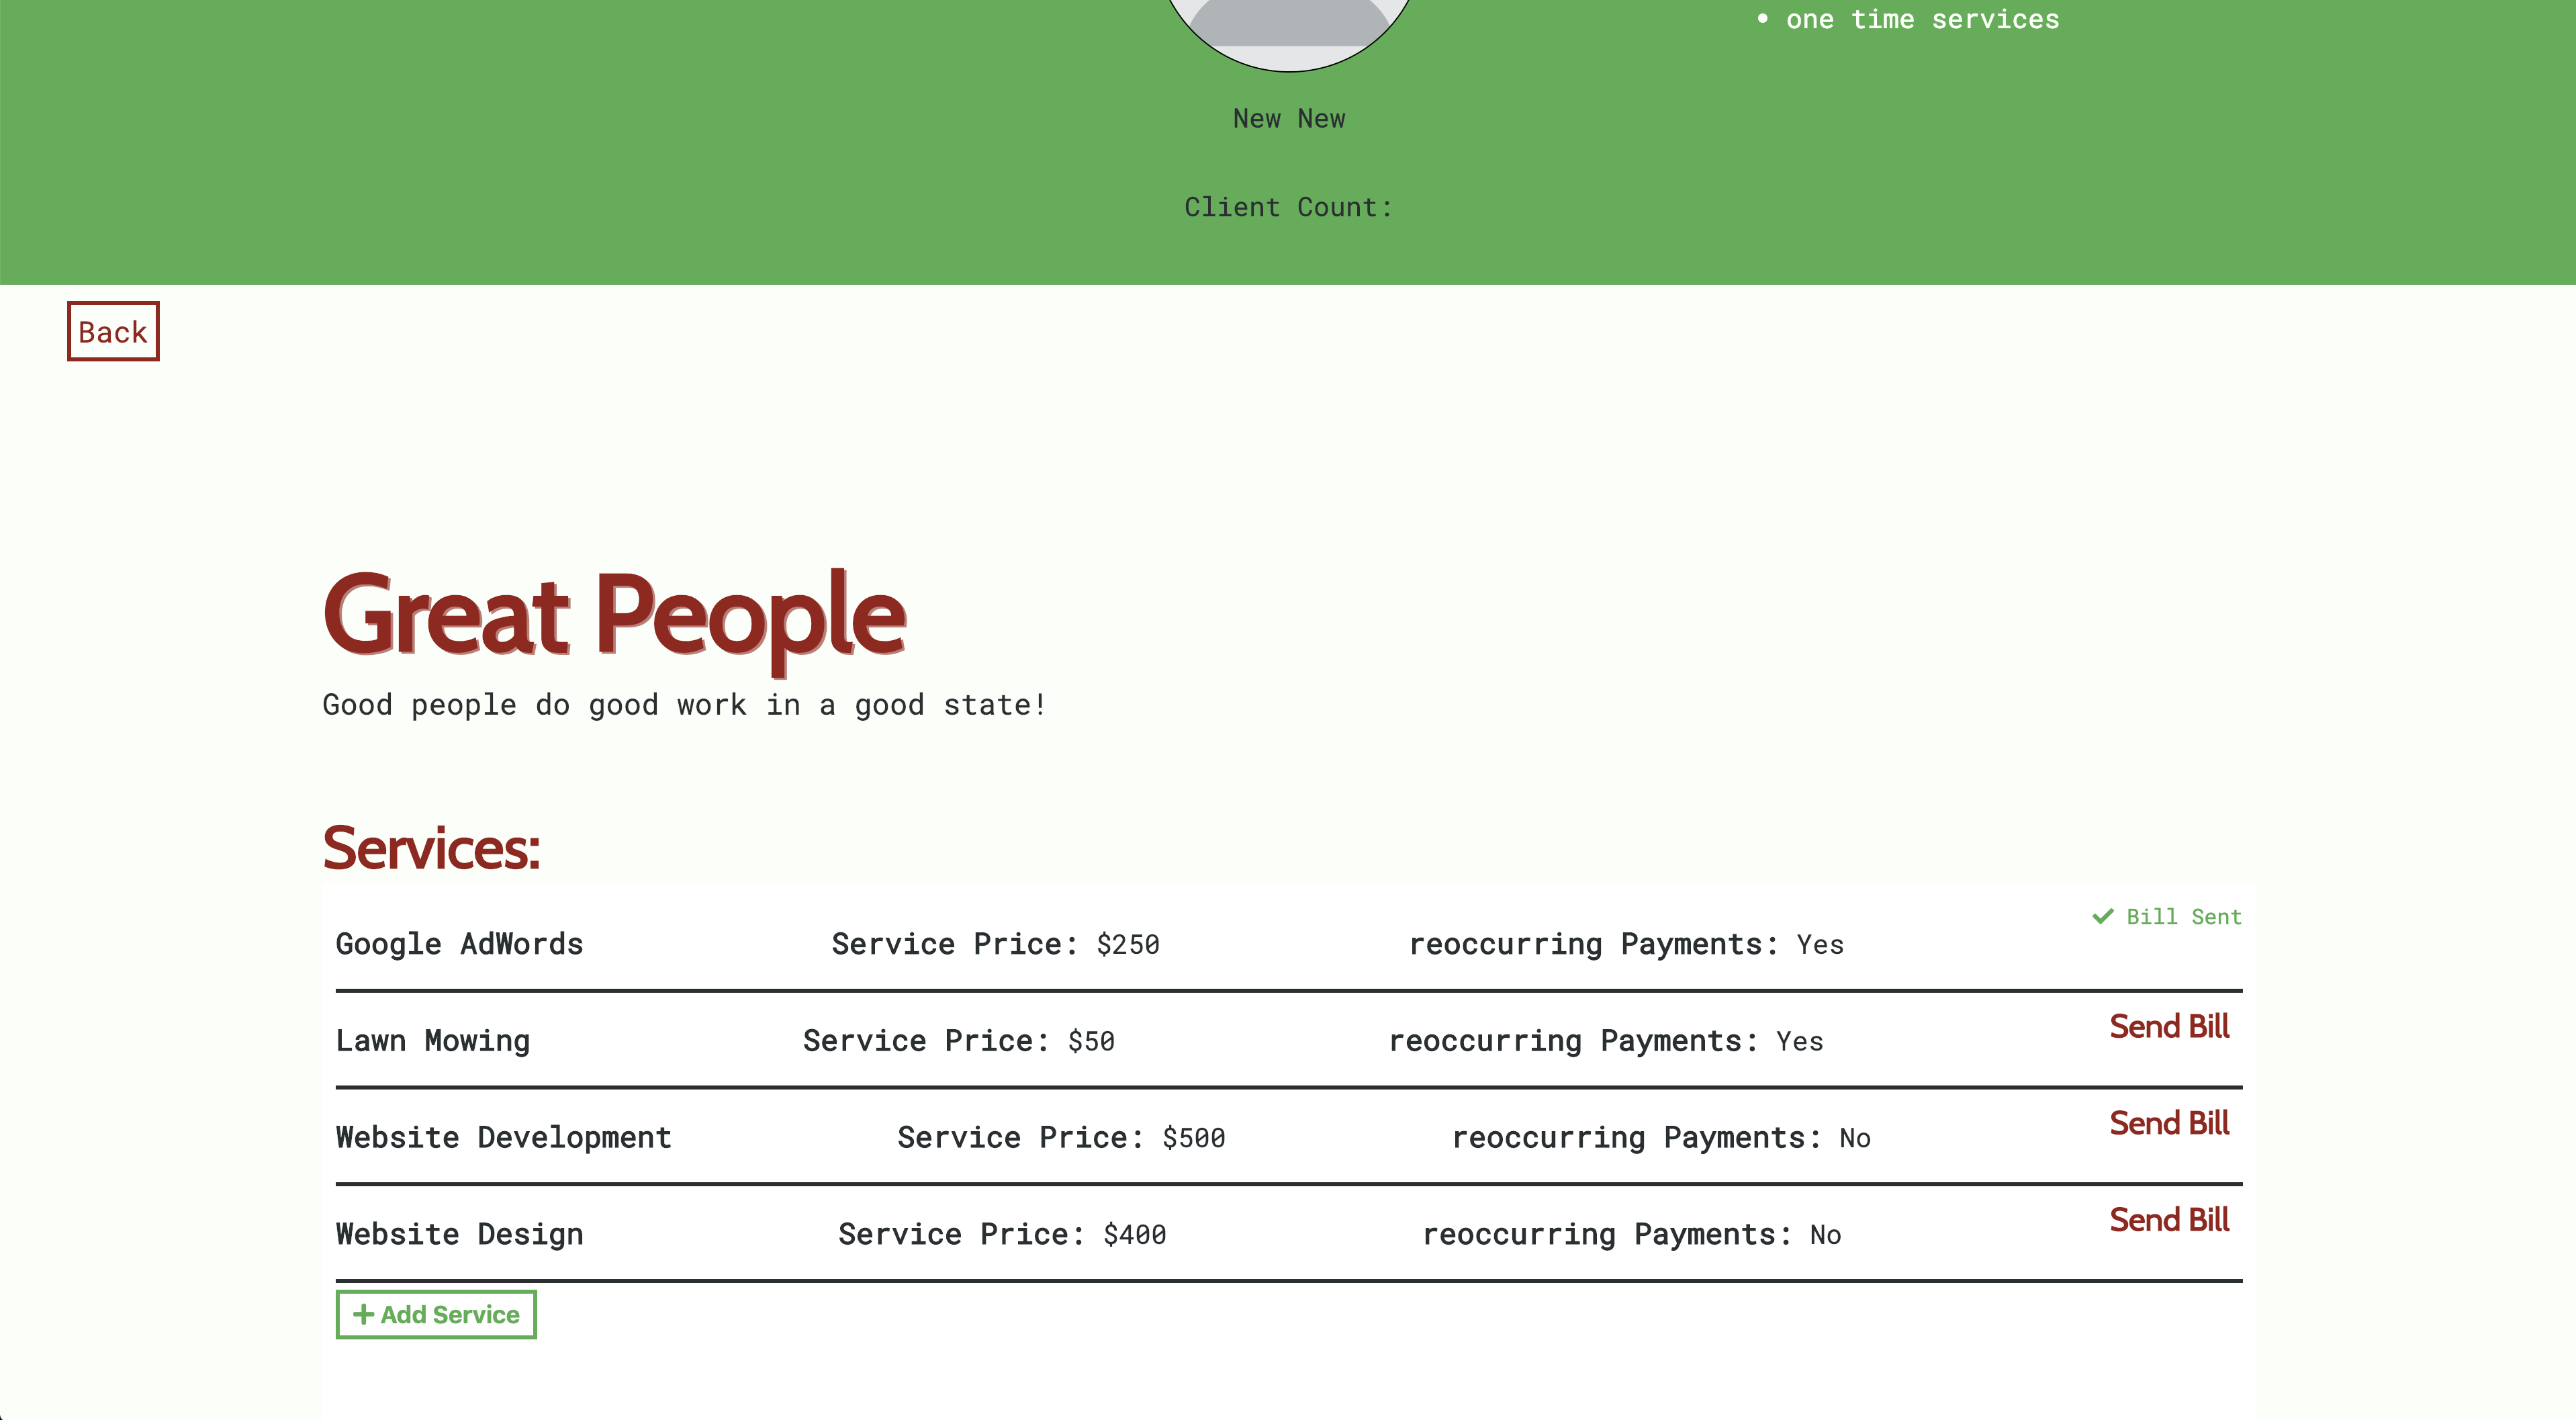 • one time services
New New
Client Count:
Back
Great People
Good people do good work in a good state!
Services:
Bill Sent
Google AdWords Service Price: $250 reoccurring Payments: Yes
Lawn Mowing Service Price: $50 reoccurring Payments: Yes Send Bill
Website Development Service Price: $500 reoccurring Payments: No Send Bill
Website Design Service Price: $400 reoccurring Payments: No Send Bill
+ Add Service